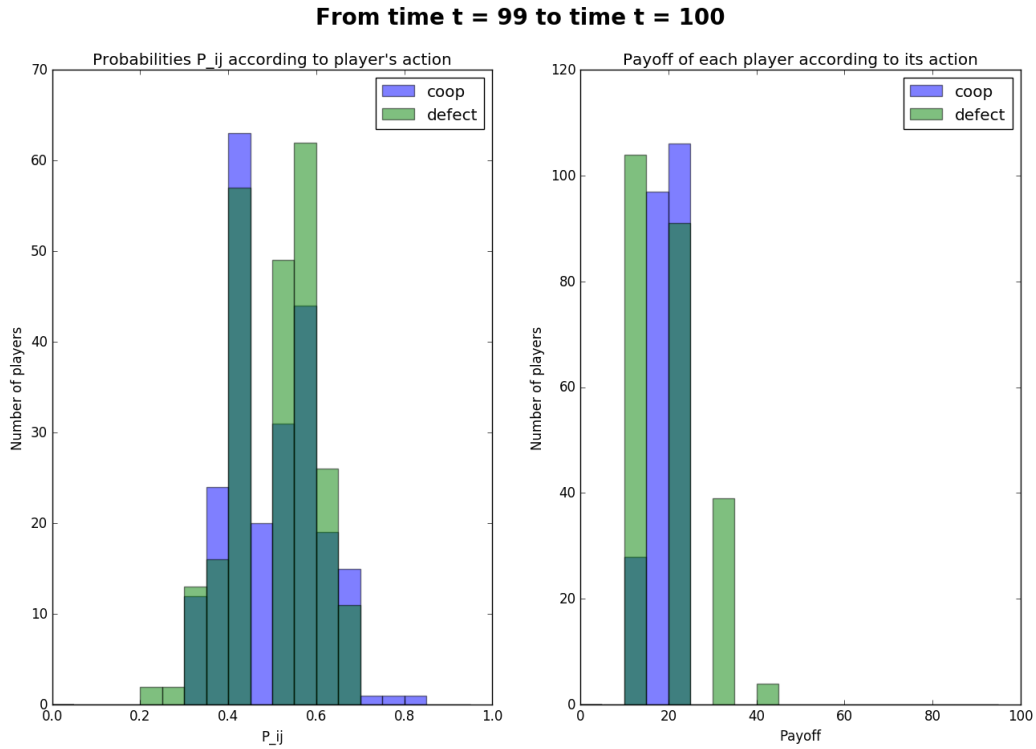 From time t = 99 to time t = 100
Probabilities P_ij according to player's action
70
60
50
40
30
20
10
0
Number of players
coop
defect
0.0 0.2 0.4 0.6 0.8 1.0
P_ij
Payoff of each player according to its action
120
100
80
60
40
20
0
Number of players
coop
defect
0 20 40 60 80 100
Payoff